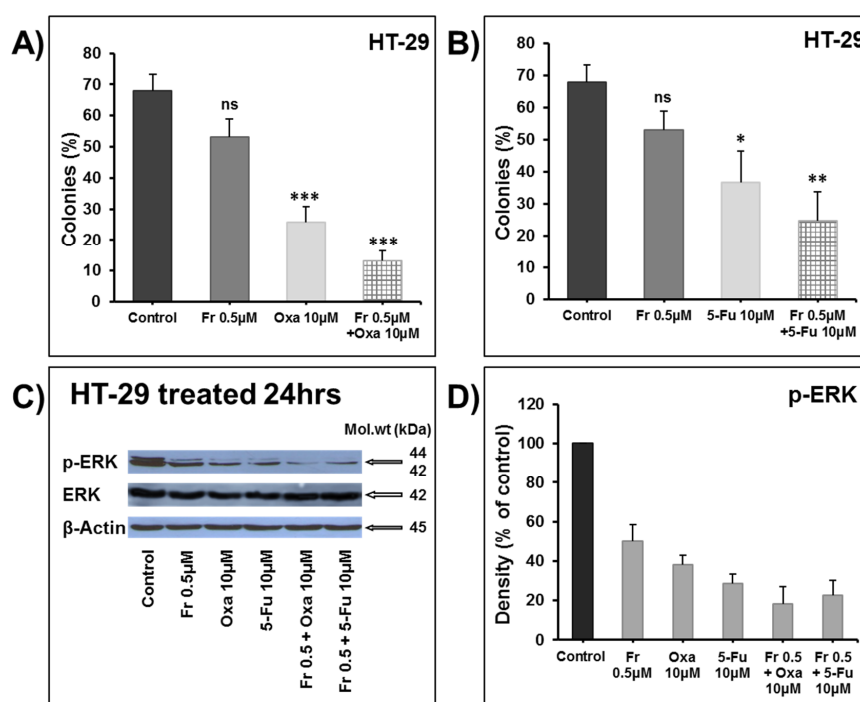 A)
HT-29
Colonies (%)
80
70
60
50
40
30
20
10
0
ns
***
***
Control
Fr 0.5µM
Oxa 10µM
Fr 0.5µM
+Oxa 10µM
B)
HT-29
Colonies (%)
80
70
60
50
40
30
20
10
0
ns
*
**
Control
Fr 0.5µM
5-Fu 10µM
Fr 0.5µM
+5-Fu 10µM
C)
HT-29 treated 24hrs
Mol.wt (kDa)
p-ERK
44
42
ERK
42
β-Actin
45
Control
Fr 0.5µM
Oxa 10µM
5-Fu 10µM
Fr 0.5 + Oxa 10µM
Fr 0.5 + 5-Fu 10µM
D)
p-ERK
Density (% of control)
120
100
80
60
40
20
0
Control
Fr
0.5µM
Oxa
10µM
5-Fu
10µM
Fr 0.5
+ Oxa
10µM
Fr 0.5
+ 5-Fu
10µM